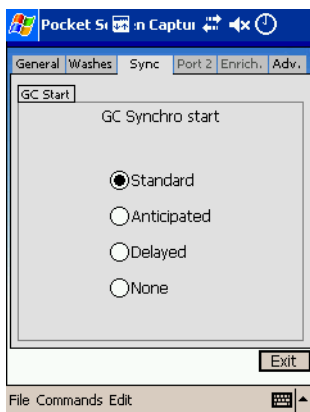 Pocket S :n Captur
General Washes Sync Port 2 Enrich. Adv.
GC Start
GC Synchro start
Standard
Anticipated
Delayed
None
Exit
File Commands Edit